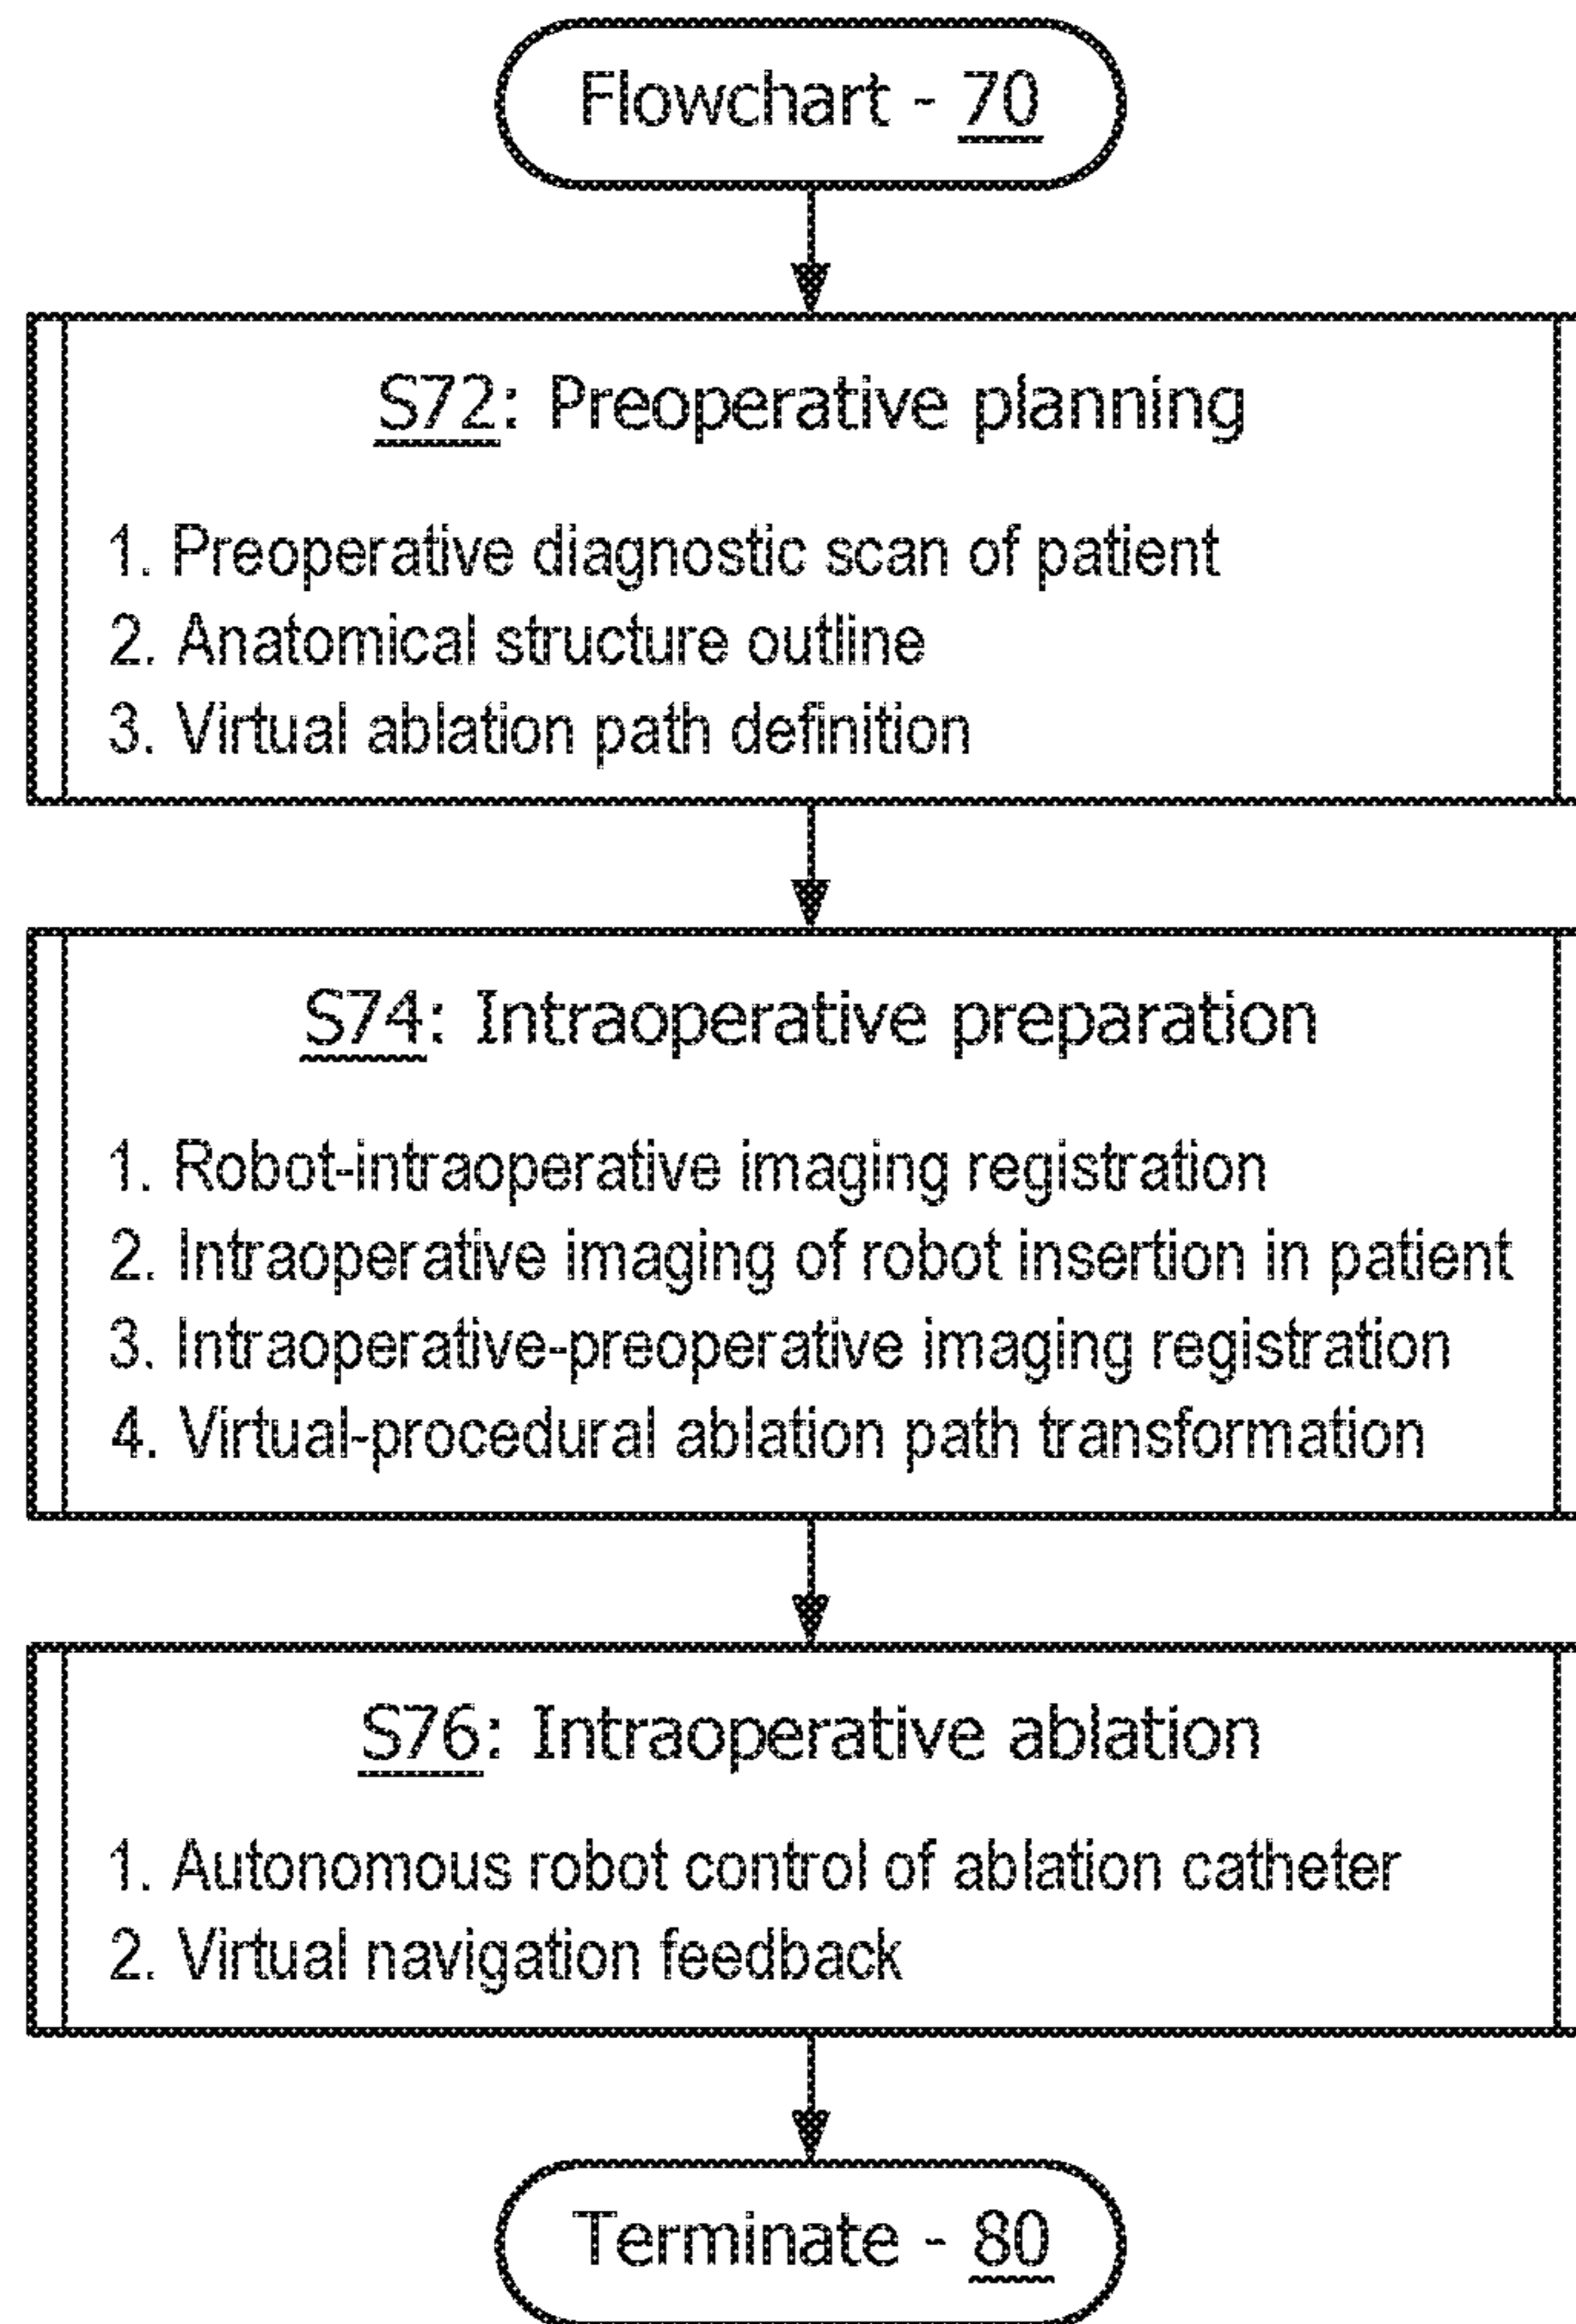 Flowchart - 70
S72: Preoperative planning
1. Preoperative diagnostic scan of patient
2. Anatomical structure outline
3. Virtual ablation path definition
S74: Intraoperative preparation
1. Robot-intraoperative imaging registration
2. Intraoperative imaging of robot insertion in patient
3. Intraoperative-preoperative imaging registration
4. Virtual-procedural ablation path transformation
S76: Intraoperative ablation
1. Autonomous robot control of ablation catheter
2. Virtual navigation feedback
Terminate - 80